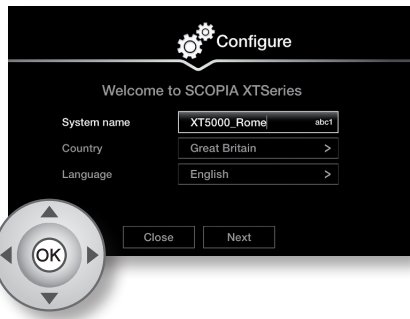 Configure
Welcome to SCOPIA XTSeries
System name XT5000_Rome abc1
Country Great Britain >
Language English >
Close Next
OK